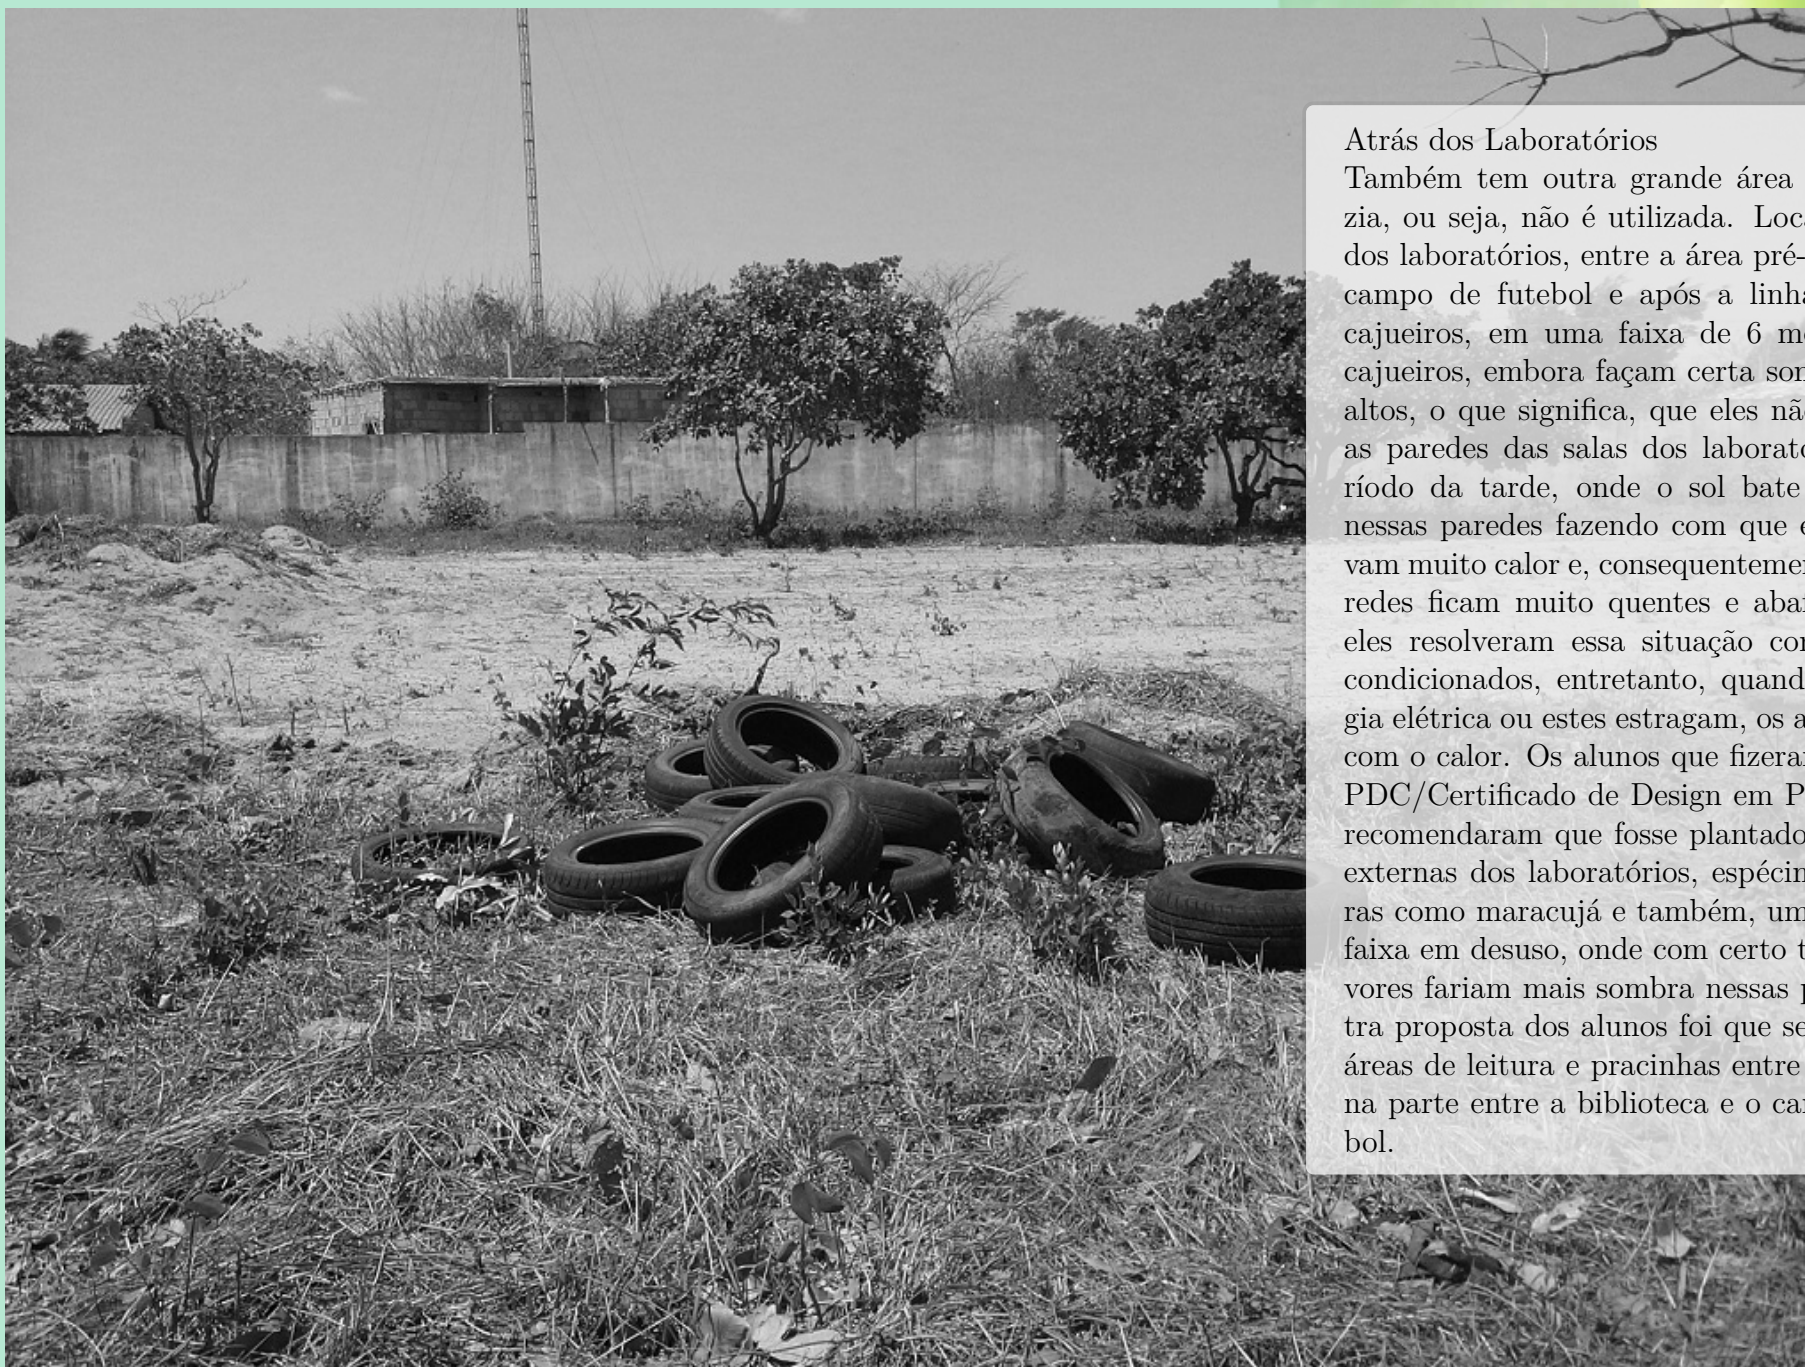 Atrás dos Laboratórios
Também tem outra grande área
zia, ou seja, não é utilizada. Loc
dos laboratórios, entre a área pré-
campo de futebol e após a linha
cajueiros, em uma faixa de 6 me
cajueiros, embora façam certa som
altos, o que significa, que eles nã
as paredes das salas dos laborató
ríodo da tarde, onde o sol bate
nessas paredes fazendo com que e
vam muito calor e, consequenteme
redes ficam muito quentes e aba
eles resolveram essa situação co
condicionados, entretanto, quand
gia elétrica ou estes estragam, os a
com o calor. Os alunos que fizera
PDC/Certificado de Design em P
recomendaram que fosse plantado
externas dos laboratórios, espéci
ras como maracujá e também, um
faixa em desuso, onde com certo t
vores fariam mais sombra nessas p
tra proposta dos alunos foi que se
áreas de leitura e pracinhas entre
na parte entre a biblioteca e o ca
bol.